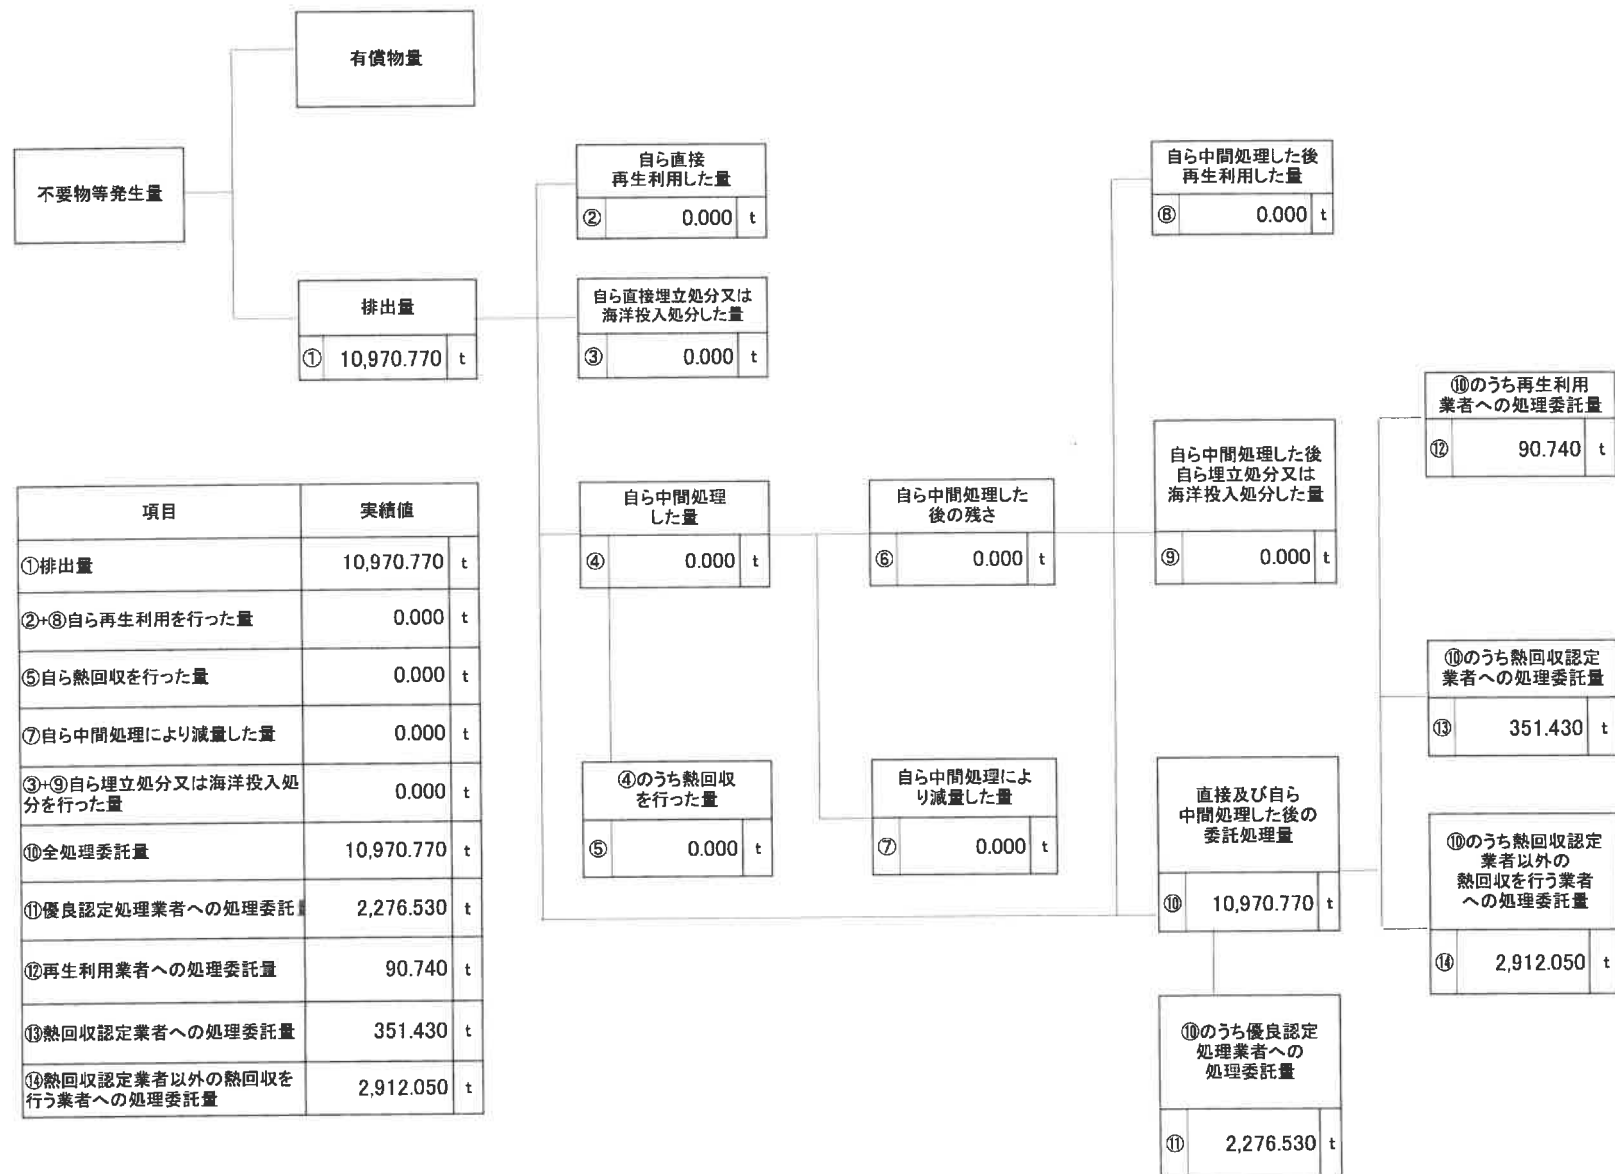 有償物量
不要物等発生量
排出量
① 10,970.770 t
自ら直接
再生利用した量
② 0.000 t
自ら直接埋立処分又は
海洋投入処分した量
③ 0.000 t
自ら中間処理
した量
④ 0.000 t
④のうち熱回収
を行った量
⑤ 0.000 t
自ら中間処理した
後の残さ
⑥ 0.000 t
自ら中間処理によ
り減量した量
⑦ 0.000 t
自ら中間処理した後
再生利用した量
⑧ 0.000 t
自ら中間処理した後
自ら埋立処分又は
海洋投入処分した量
⑨ 0.000 t
直接及び自ら
中間処理した後の
委託処理量
⑩ 10,970.770 t
⑩のうち優良認定
処理業者への
処理委託量
⑪ 2,276.530 t
⑩のうち再生利用
業者への処理委託量
⑫ 90.740 t
⑩のうち熱回収認定
業者への処理委託量
⑬ 351.430 t
⑩のうち熱回収認定
業者以外の
熱回収を行う業者
への処理委託量
⑭ 2,912.050 t
項目 実績値
①排出量 10,970.770 t
②+⑧自ら再生利用を行った量 0.000 t
⑤自ら熱回収を行った量 0.000 t
⑦自ら中間処理により減量した量 0.000 t
③+⑨自ら埋立処分又は海洋投入処
分を行った量 0.000 t
⑩全処理委託量 10,970.770 t
⑪優良認定処理業者への処理委託 2,276.530 t
⑫再生利用業者への処理委託量 90.740 t
⑬熱回収認定業者への処理委託量 351.430 t
⑭熱回収認定業者以外の熱回収を
行う業者への処理委託量 2,912.050 t